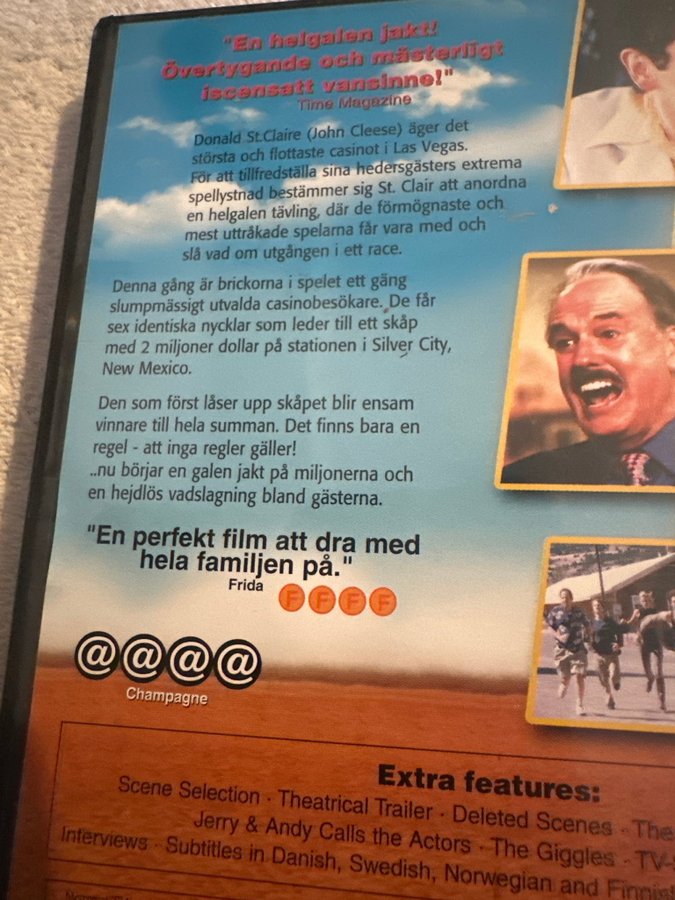 "En helgalen jakt!
Övertygande och mästerligt
iscensatt vansinne!"
Time Magazine
Donald St.Claire (John Cleese) äger det
största och flottaste casinot i Las Vegas.
För att tillfredställa sina hedersgästers extrema
spellystnad bestämmer sig St. Clair att anordna
en helgalen tävling, där de förmögnaste och
mest uttråkade spelarna får vara med och
slå vad om utgången i ett race.
Denna gång är brickorna i spelet ett gäng
slumpmässigt utvalda casinobesökare. De får
sex identiska nycklar som leder till ett skåp
med 2 miljoner dollar på stationen i Silver City,
New Mexico.
Den som först låser upp skåpet blir ensam
vinnare till hela summan. Det finns bara en
regel - att inga regler gäller!
..nu börjar en galen jakt på miljonerna och
en hejdlös vadslagning bland gästerna.
"En perfekt film att dra med
hela familjen på."
Frida F F F F
@ @ @ @
Champagne
Extra features:
Scene Selection · Theatrical Trailer · Deleted Scenes · The
Jerry & Andy Calls the Actors · The Giggles · TV-
Interviews · Subtitles in Danish, Swedish, Norwegian and Finnis